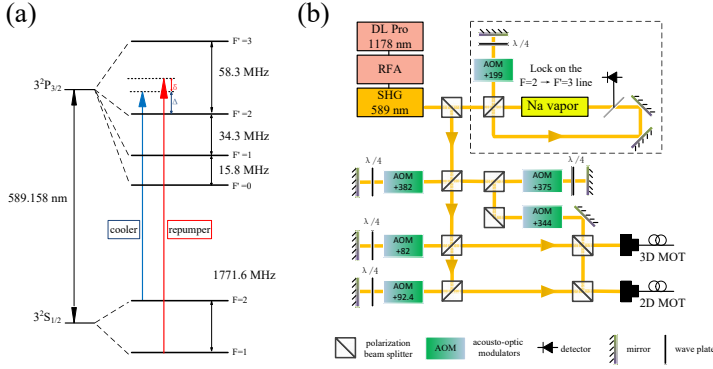 (a)
F'=3
58.3 MHz
δ
Δ
3²P3/2
F'=2
34.3 MHz
F'=1
15.8 MHz
F'=0
589.158 nm
cooler
repumper
1771.6 MHz
F=2
3²S1/2
F=1
(b)
DL Pro
1178 nm
RFA
SHG
589 nm
λ/4
AOM
+199
Lock on the
F=2 → F'=3 line
Na vapor
λ/4
AOM
+382
AOM
+375
λ/4
AOM
+344
λ/4
AOM
+82
3D MOT
λ/4
AOM
+92.4
2D MOT
polarization
beam splitter
AOM
acousto-optic
modulators
detector
mirror
wave plate